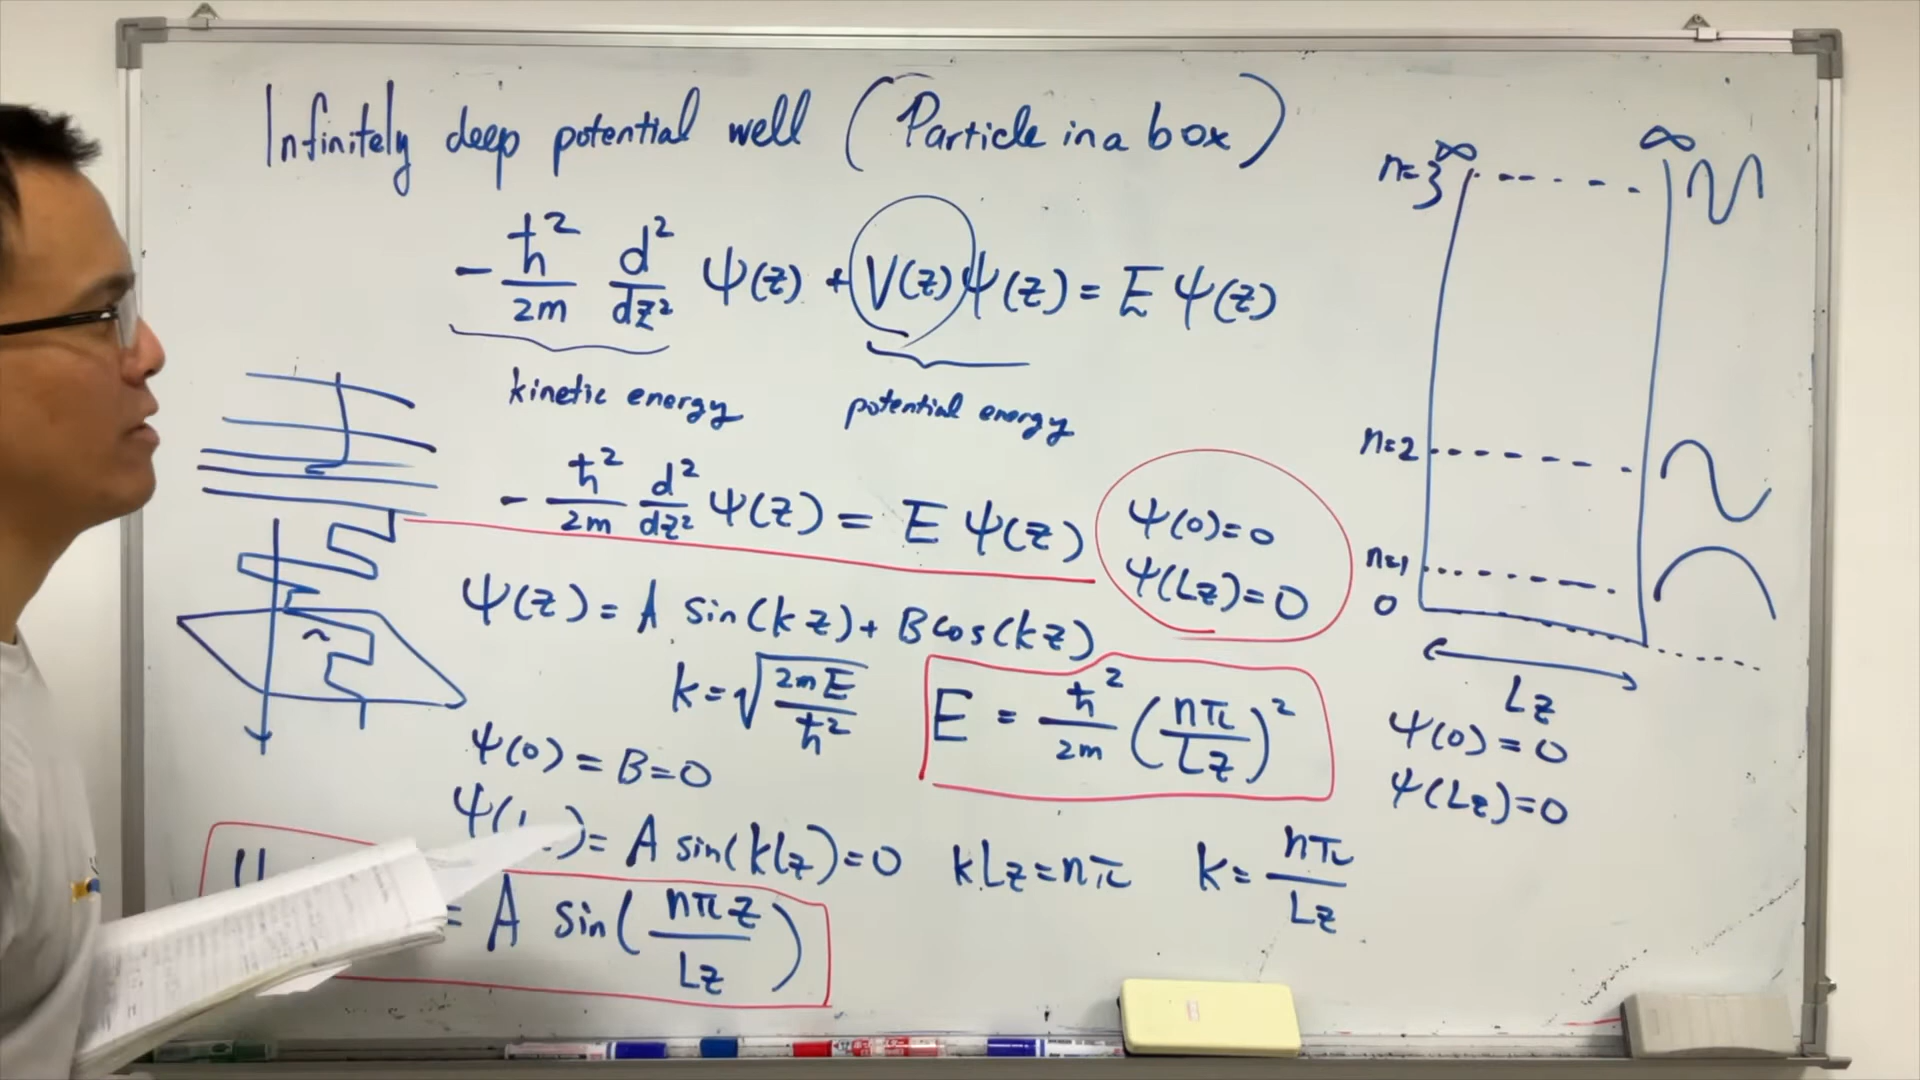 Infinitely deep potential well (Particle in a box)
-ħ²/2m d²/dz² Ψ(z) + V(z)Ψ(z) = E Ψ(z)
kinetic energy
potential energy
-ħ²/2m d²/dz² Ψ(z) = E Ψ(z)
Ψ(0)=0
Ψ(Lz)=0
Ψ(z) = A sin(kz) + B cos(kz)
k = √(2mE/ħ²)
E = ħ²/2m (nπ/Lz)²
Ψ(0) = B = 0
Ψ( )= A sin(kLz)=0 kLz=nπ k= nπ/Lz
= A sin(nπz/Lz)
∞ ∞
n=3
n=2
n=1
0
Lz
Ψ(0)=0
Ψ(Lz)=0